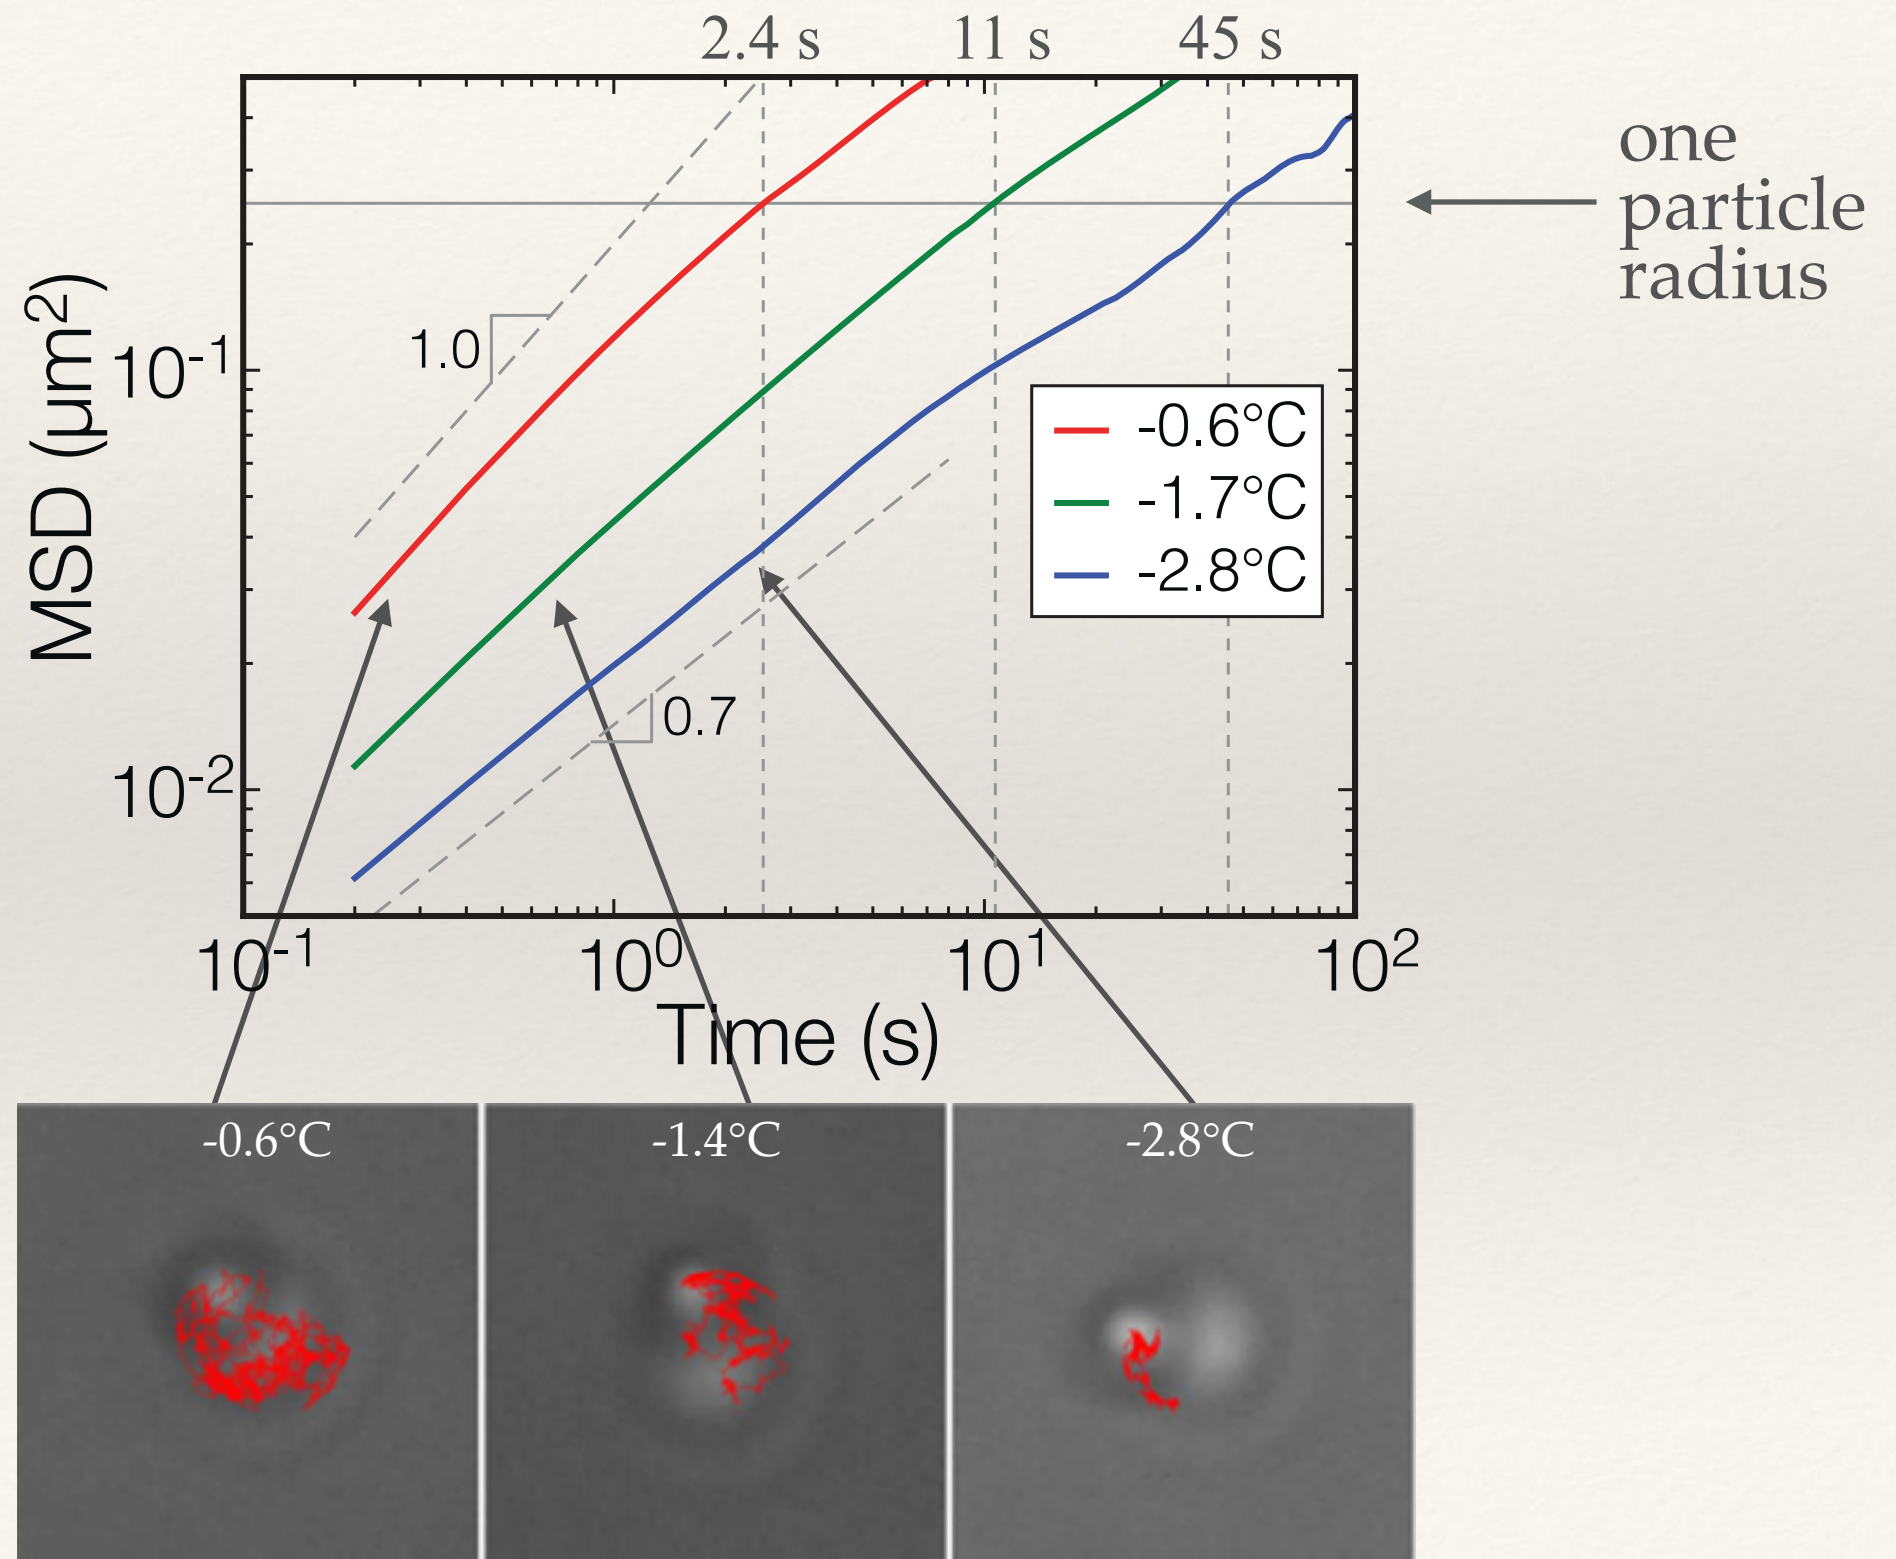 2.4 s 11 s 45 s
one
particle
radius
MSD (µm²)
10⁻¹
10⁻²
1.0
0.7
-0.6°C
-1.7°C
-2.8°C
10⁻¹ 10⁰ 10¹ 10²
Time (s)
-0.6°C -1.4°C -2.8°C